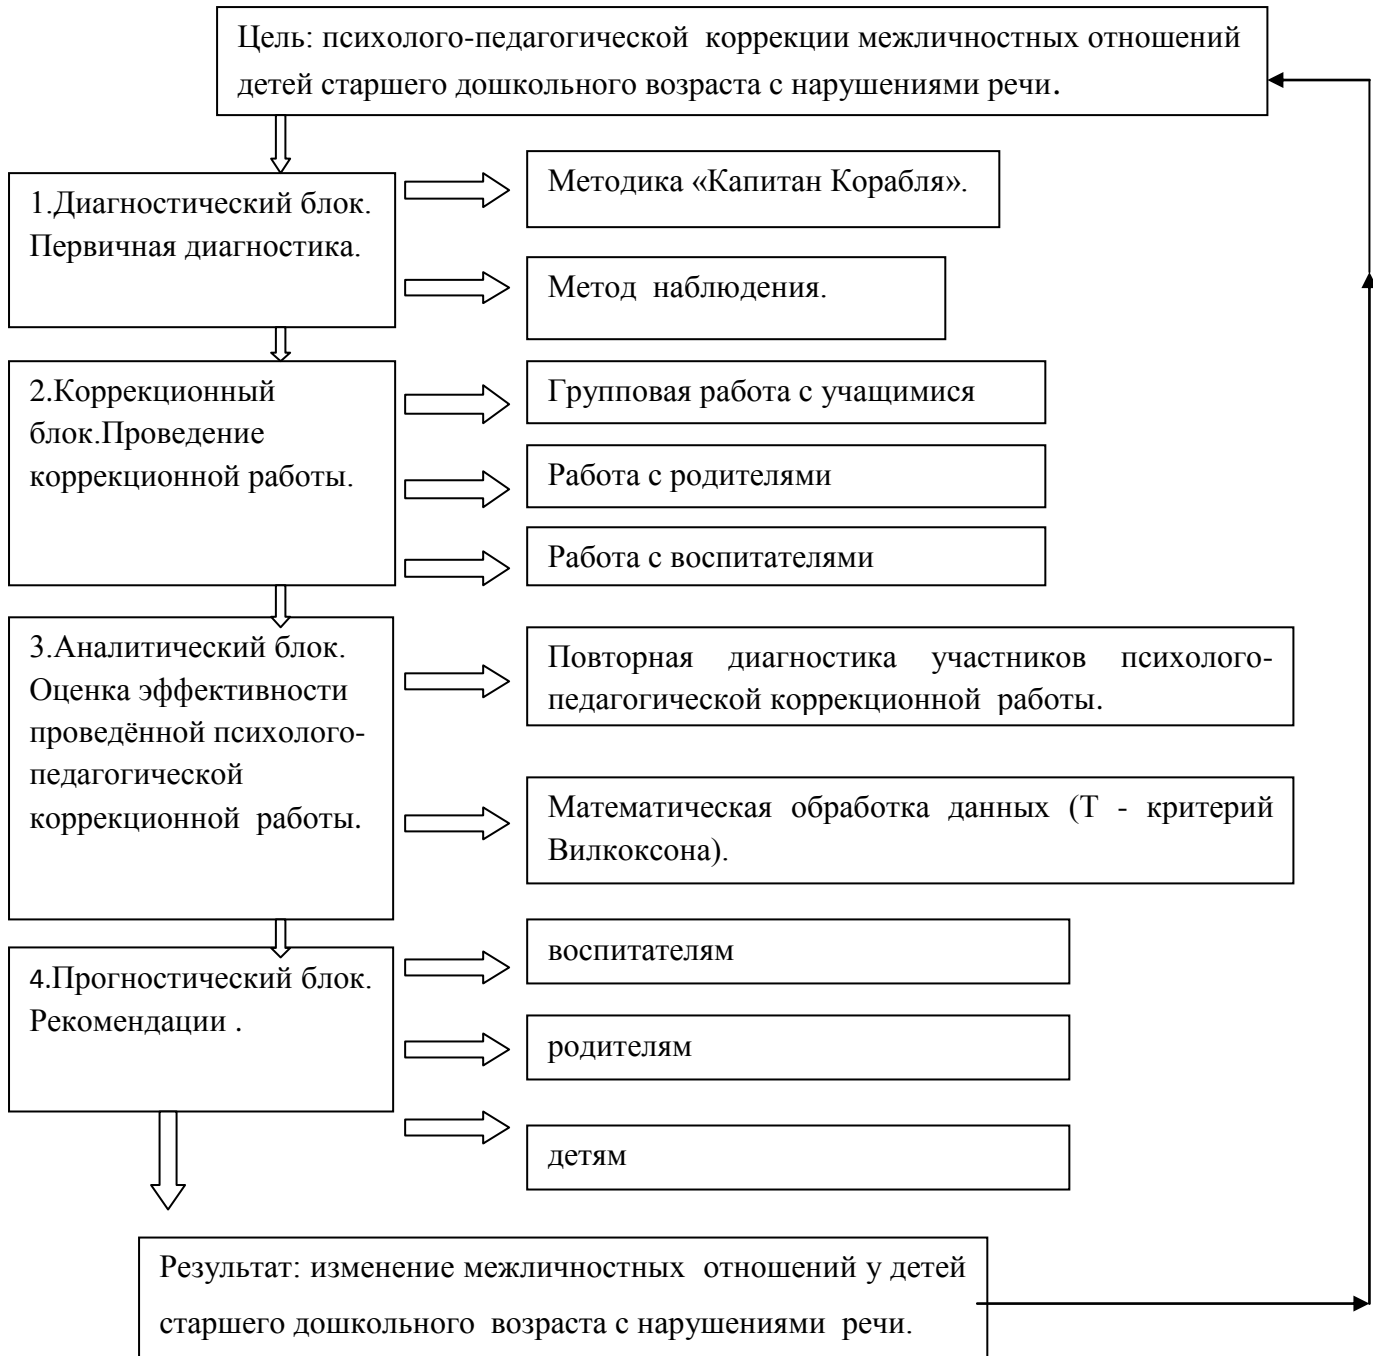 Цель: психолого-педагогической коррекции межличностных отношений
детей старшего дошкольного возраста с нарушениями речи.
1.Диагностический блок.
Первичная диагностика.
Методика «Капитан Корабля».
Метод наблюдения.
2.Коррекционный
блок.Проведение
коррекционной работы.
Групповая работа с учащимися
Работа с родителями
Работа с воспитателями
3.Аналитический блок.
Оценка эффективности
проведённой психолого-
педагогической
коррекционной работы.
Повторная диагностика участников психолого-
педагогической коррекционной работы.
Математическая обработка данных (Т - критерий
Вилкоксона).
4.Прогностический блок.
Рекомендации .
воспитателям
родителям
детям
Результат: изменение межличностных отношений у детей
старшего дошкольного возраста с нарушениями речи.